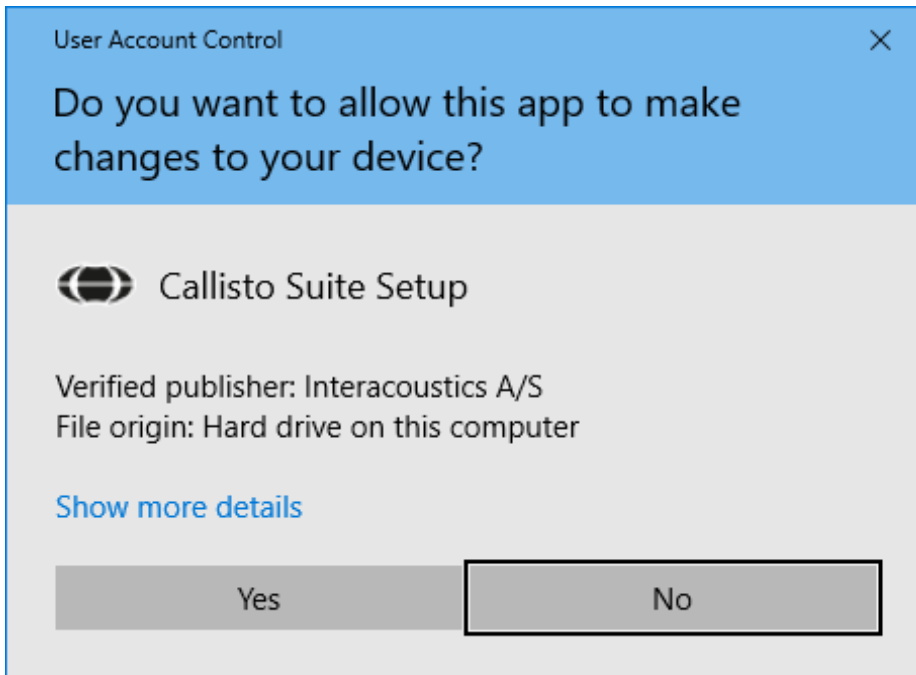 User Account Control
Do you want to allow this app to make
changes to your device?
Callisto Suite Setup
Verified publisher: Interacoustics A/S
File origin: Hard drive on this computer
Show more details
Yes
No